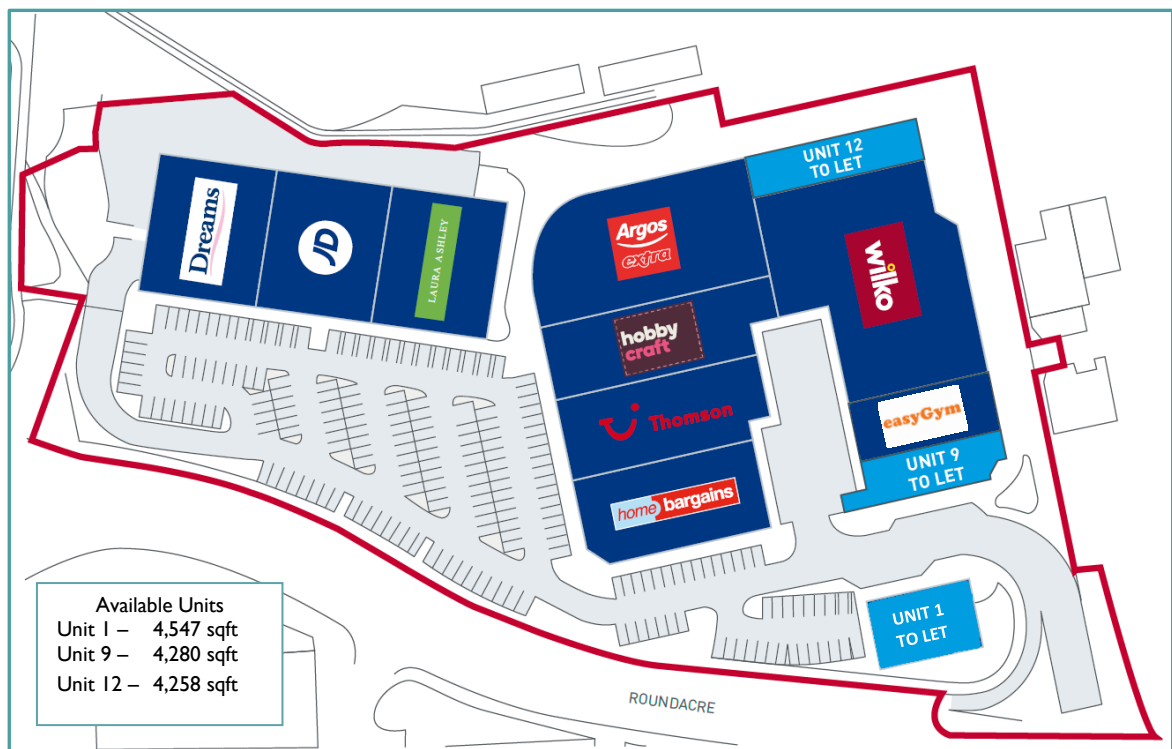 UNIT 12
TO LET
Dreams
JD
LAURA ASHLEY
Argos
extra
wilko
hobby
craft
Thomson
easyGym
UNIT 9
TO LET
home bargains
Available Units
Unit 1 – 4,547 sqft
Unit 9 – 4,280 sqft
Unit 12 – 4,258 sqft
UNIT 1
TO LET
ROUNDACRE